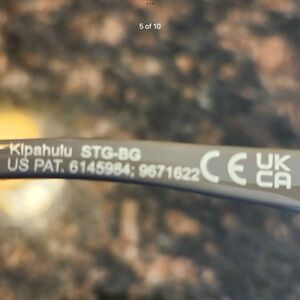 5 of 10
Kipahulu STG-BG
US PAT. 6145984; 9671622 CE UK
CA